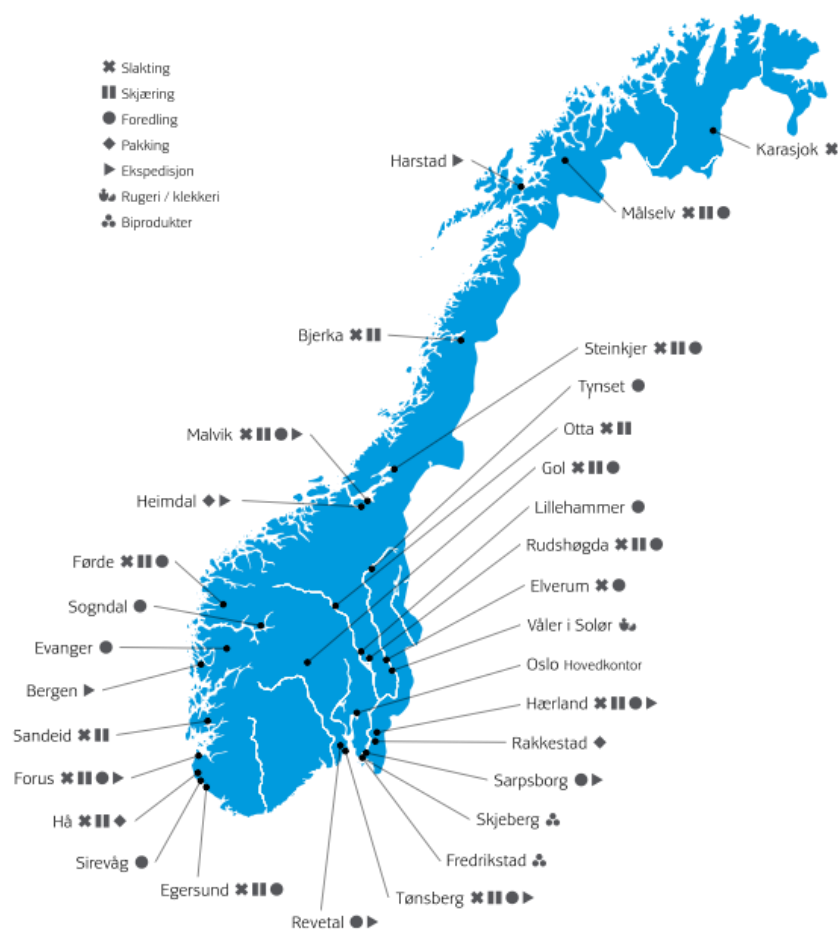 Slakting
Skjæring
Foredling
Pakking
Ekspedisjon
Rugeri / klekkeri
Biprodukter
Karasjok
Harstad
Målselv
Bjerka
Steinkjer
Tynset
Otta
Malvik
Gol
Heimdal
Lillehammer
Rudshøgda
Førde
Elverum
Sogndal
Våler i Solør
Evanger
Oslo Hovedkontor
Bergen
Hærland
Sandeid
Rakkestad
Forus
Sarpsborg
Hå
Skjeberg
Sirevåg
Fredrikstad
Egersund
Tønsberg
Revetal